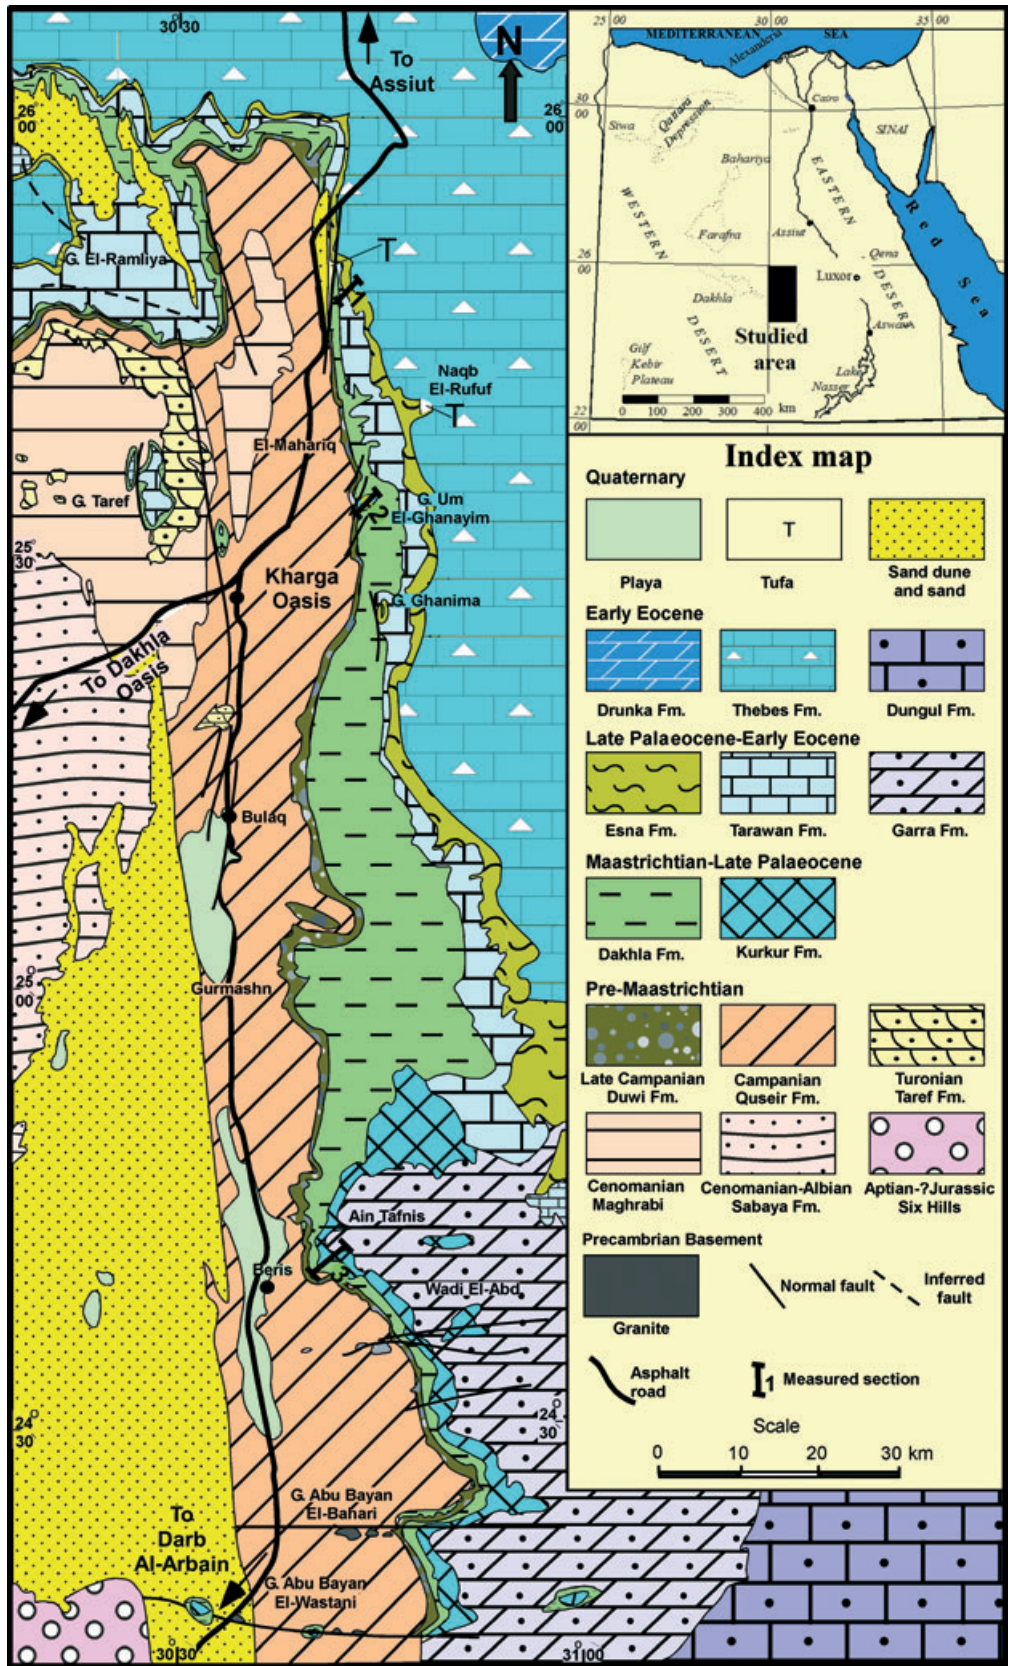 30 30
To
Assiut
N
26 00
T
G. El-Ramliya
1
Naqb
El-Rufuf
T
El-Mahariq
G. Taref
G. Um
El-Ghanayim
2
25 30
Kharga
Oasis
G. Ghanima
To Dakhla
Oasis
Bulaq
25 00
Gurmashn
Ain Tafnis
3
Beris
Wadi El-Abd
24 30
24 30
G. Abu Bayan
El-Bahari
To
Darb
Al-Arbain
G. Abu Bayan
El-Wastani
30 30
31 00
25 00
30 00
35 00
MEDITERRANEAN SEA
Alexanderia
30 00
Cairo
Siwa
Qattara
Depression
SINAI
Bahariya
WESTERN
EASTERN
Farafra
Assiut
Red Sea
26 00
Qena
Luxor
DESERT
Dakhla
DESERT
Studied
area
Aswan
Gilf
Kebir
Plateau
Lake
Nasser
0 100 200 300 400 km
22 00
Index map
Quaternary
T
Playa
Tufa
Sand dune
and sand
Early Eocene
Drunka Fm.
Thebes Fm.
Dungul Fm.
Late Palaeocene-Early Eocene
Esna Fm.
Tarawan Fm.
Garra Fm.
Maastrichtian-Late Palaeocene
Dakhla Fm.
Kurkur Fm.
Pre-Maastrichtian
Late Campanian
Duwi Fm.
Campanian
Quseir Fm.
Turonian
Taref Fm.
Cenomanian
Maghrabi
Cenomanian-Albian
Sabaya Fm.
Aptian-?Jurassic
Six Hills
Precambrian Basement
Granite
Normal fault
Inferred
fault
Asphalt
road
1
Measured section
Scale
0 10 20 30 km